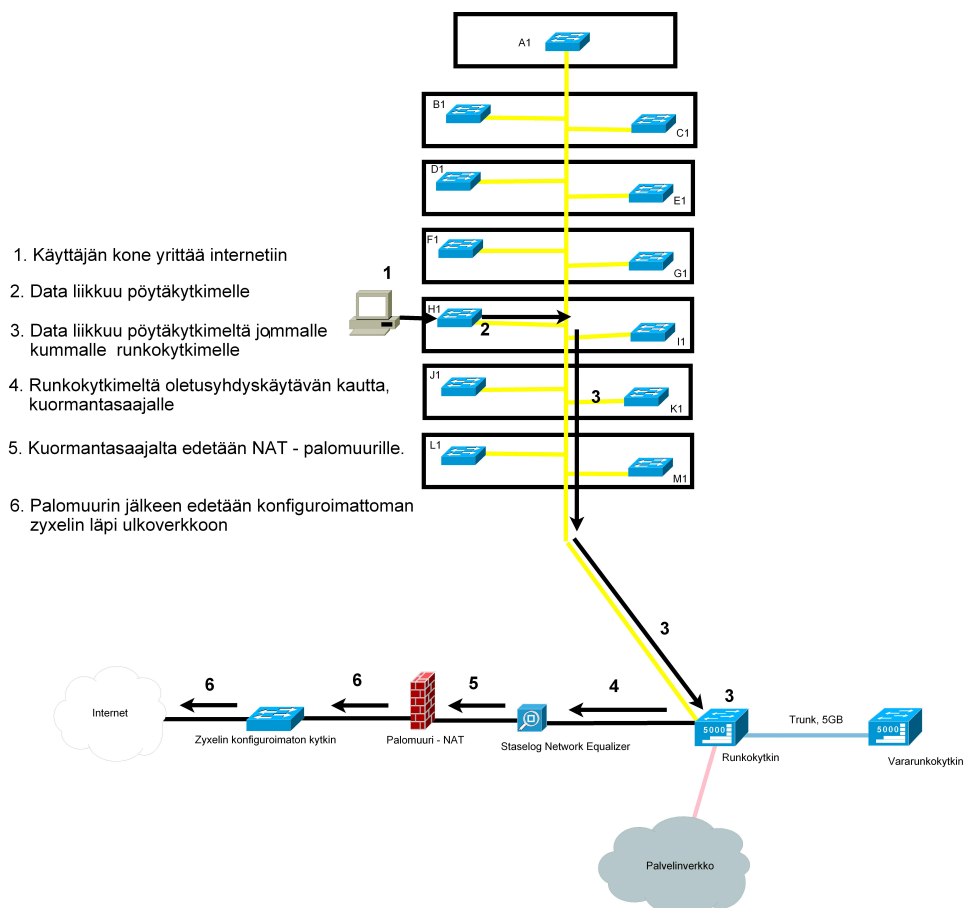 A1
B1
C1
D1
E1
F1
G1
1. Käyttäjän kone yrittää internetiin
1
2. Data liikkuu pöytäkytkimelle
H1
2
I1
3. Data liikkuu pöytäkytkimeltä jommalle
kummalle runkokytkimelle
J1
3
K1
4. Runkokytkimeltä oletusyhdyskäytävän kautta,
kuormantasaajalle
5. Kuormantasaajalta edetään NAT - palomuurille.
L1
M1
6. Palomuurin jälkeen edetään konfiguroimattoman
zyxelin läpi ulkoverkkoon
3
6
6
5
4
3
Internet
Zyxelin konfiguroimaton kytkin
Palomuuri - NAT
Staselog Network Equalizer
5000
Runkokytkin
Trunk, 5GB
5000
Vararunkokytkin
Palvelinverkko